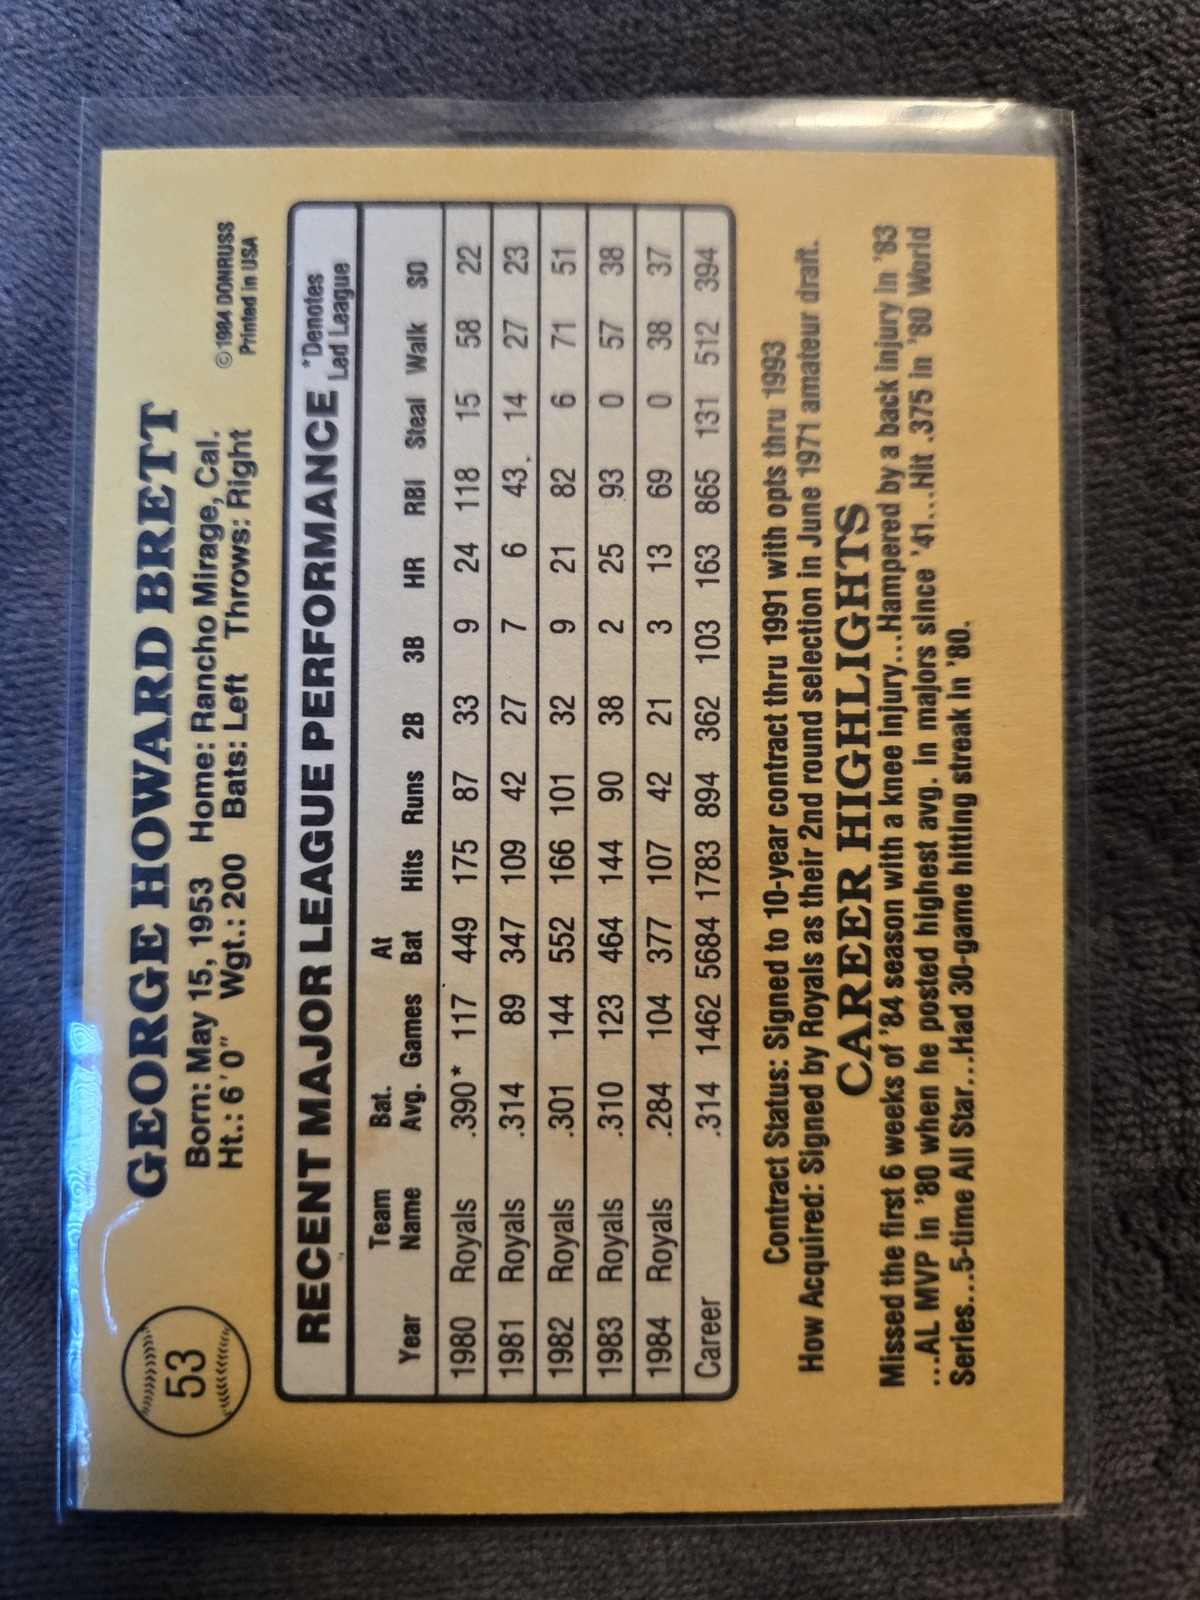 53
GEORGE HOWARD BRETT
Born: May 15, 1953 Home: Rancho Mirage, Cal.
Ht.: 6'0" Wgt.: 200 Bats: Left Throws: Right
©1984 DONRUSS
Printed in USA
RECENT MAJOR LEAGUE PERFORMANCE *Denotes Led League
Year Team Name Bat. Avg. Games At Bat Hits Runs 2B 3B HR RBI Steal Walk SO
1980 Royals .390* 117 449 175 87 33 9 24 118 15 58 22
1981 Royals .314 89 347 109 42 27 7 6 43 14 27 23
1982 Royals .301 144 552 166 101 32 9 21 82 6 71 51
1983 Royals .310 123 464 144 90 38 2 25 93 0 57 38
1984 Royals .284 104 377 107 42 21 3 13 69 0 38 37
Career .314 1462 5684 1783 894 362 103 163 865 131 512 394
Contract Status: Signed to 10-year contract thru 1991 with opts thru 1993
How Acquired: Signed by Royals as their 2nd round selection in June 1971 amateur draft.
CAREER HIGHLIGHTS
Missed the first 6 weeks of '84 season with a knee injury...Hampered by a back injury in '83
...AL MVP in '80 when he posted highest avg. in majors since '41...Hit .375 in '80 World
Series...5-time All Star...Had 30-game hitting streak in '80.